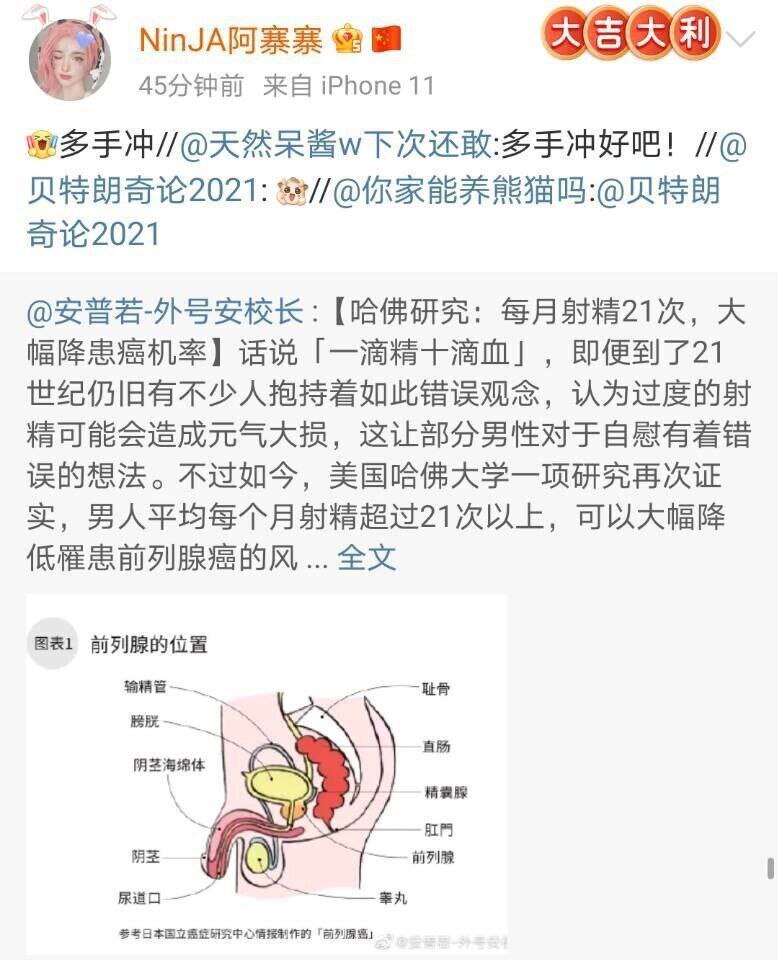 NinJA阿寨寨
大吉大利
45分钟前 来自 iPhone 11
多手冲//@天然呆酱w下次还敢:多手冲好吧！//@
贝特朗奇论2021: //@你家能养熊猫吗:@贝特朗
奇论2021
@安普若-外号安校长 :【哈佛研究：每月射精21次，大
幅降患癌机率】话说「一滴精十滴血」，即便到了21
世纪仍旧有不少人抱持着如此错误观念，认为过度的射
精可能会造成元气大损，这让部分男性对于自慰有着错
误的想法。不过如今，美国哈佛大学一项研究再次证
实，男人平均每个月射精超过21次以上，可以大幅降
低罹患前列腺癌的风 ... 全文
图表1 前列腺的位置
输精管
耻骨
膀胱
直肠
阴茎海绵体
精囊腺
肛門
阴茎
前列腺
尿道口
睾丸
参考日本国立癌症研究中心情报制作的「前列腺癌」
@安普若-外号安校